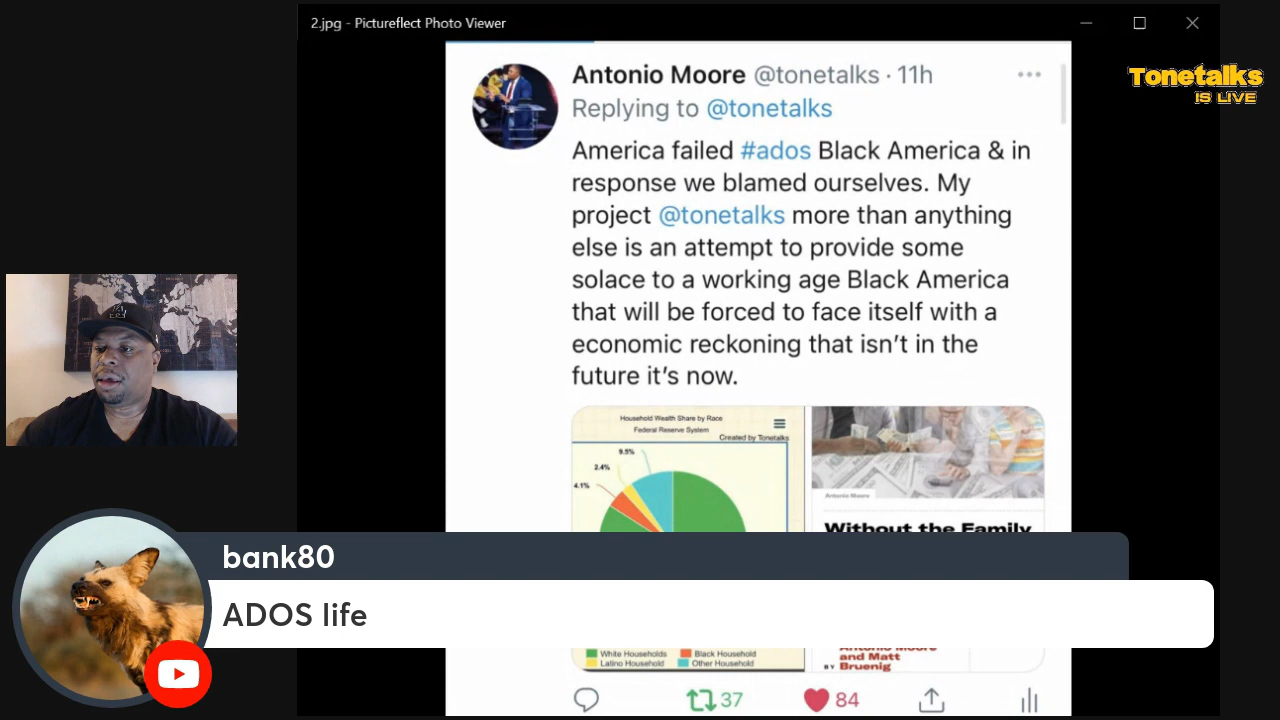 2.jpg - Pictureflect Photo Viewer
Tonetalks
IS LIVE
Antonio Moore @tonetalks · 11h
Replying to @tonetalks
America failed #ados Black America & in
response we blamed ourselves. My
project @tonetalks more than anything
else is an attempt to provide some
solace to a working age Black America
that will be forced to face itself with a
economic reckoning that isn't in the
future it's now.
Household Wealth Share by Race
Federal Reserve System
Created by Tonetalks
9.5%
2.4%
4.1%
Antonio Moore
Without the Family
bank80
ADOS life
White Households
Black Household
Latino Household
Other Household
Antonio Moore
and Matt
BY Bruenig
37
84